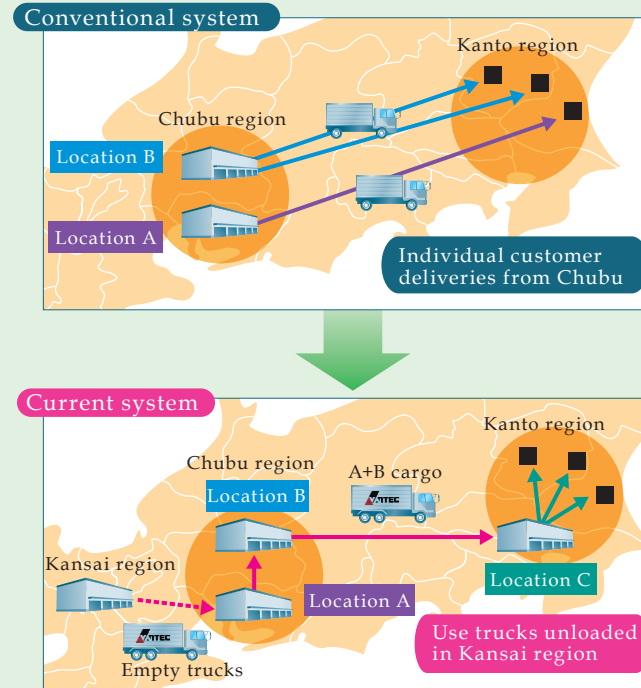 Conventional system
Kanto region
Chubu region
Location B
Location A
Individual customer
deliveries from Chubu
Current system
Kanto region
Chubu region
A+B cargo
Location B
Kansai region
Location A
Location C
Empty trucks
Use trucks unloaded
in Kansai region